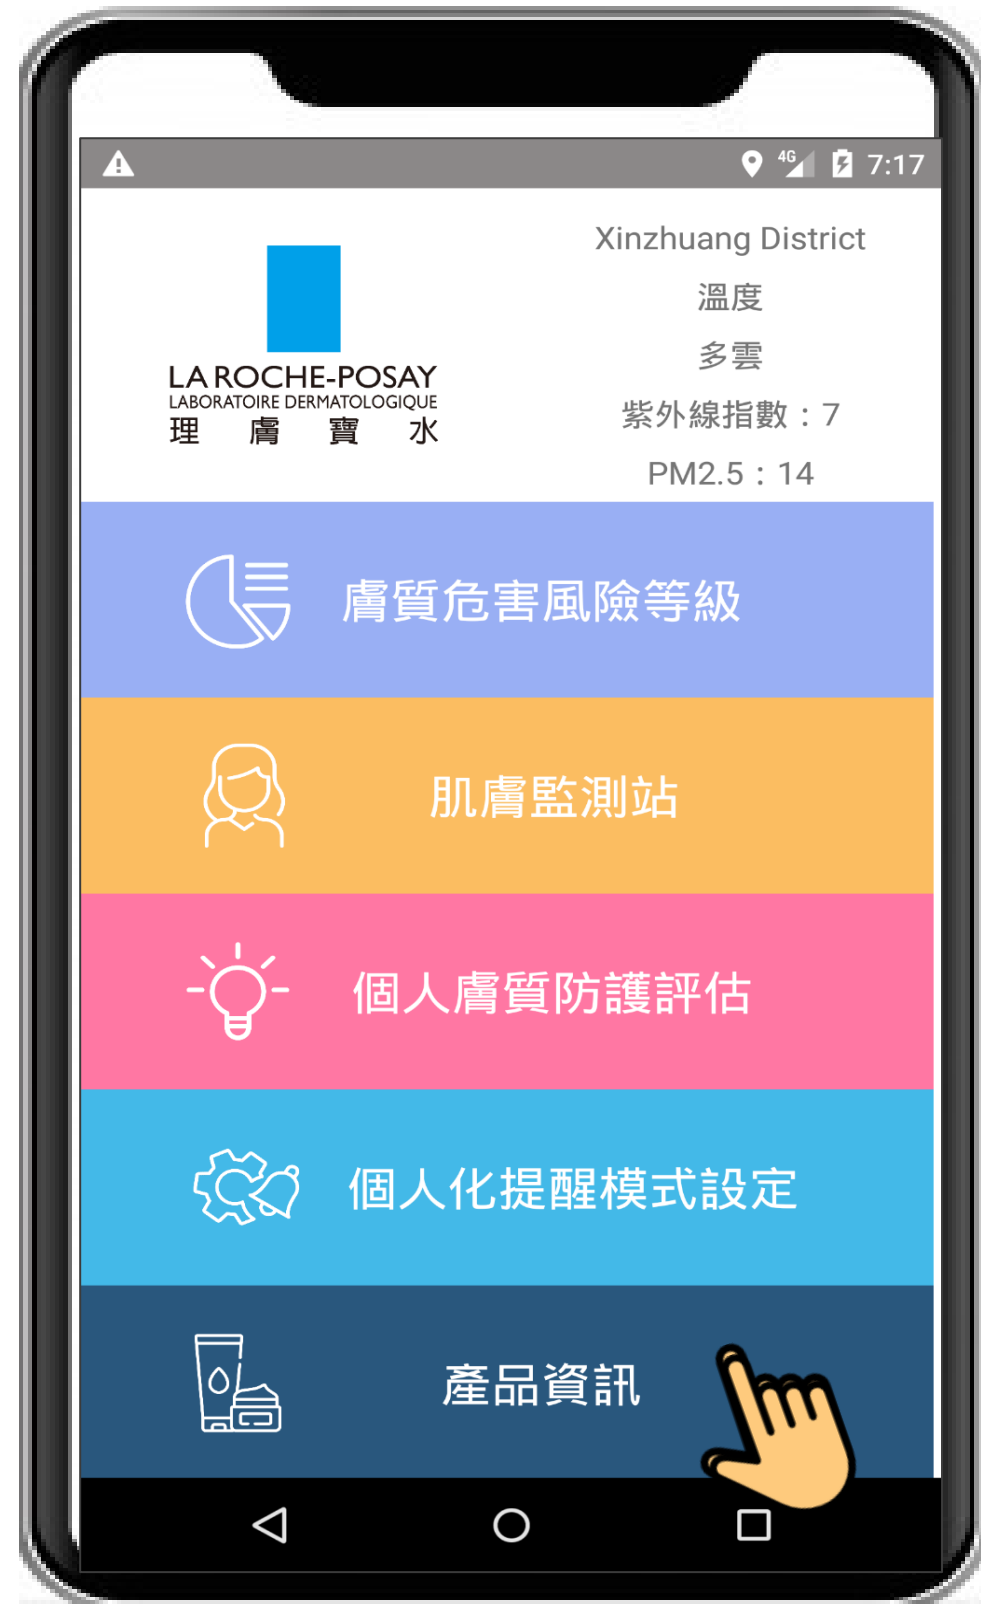 4G 7:17
LA ROCHE-POSAY
LABORATOIRE DERMATOLOGIQUE
理膚寶水
Xinzhuang District
溫度
多雲
紫外線指數：7
PM2.5：14
膚質危害風險等級
肌膚監測站
個人膚質防護評估
個人化提醒模式設定
產品資訊